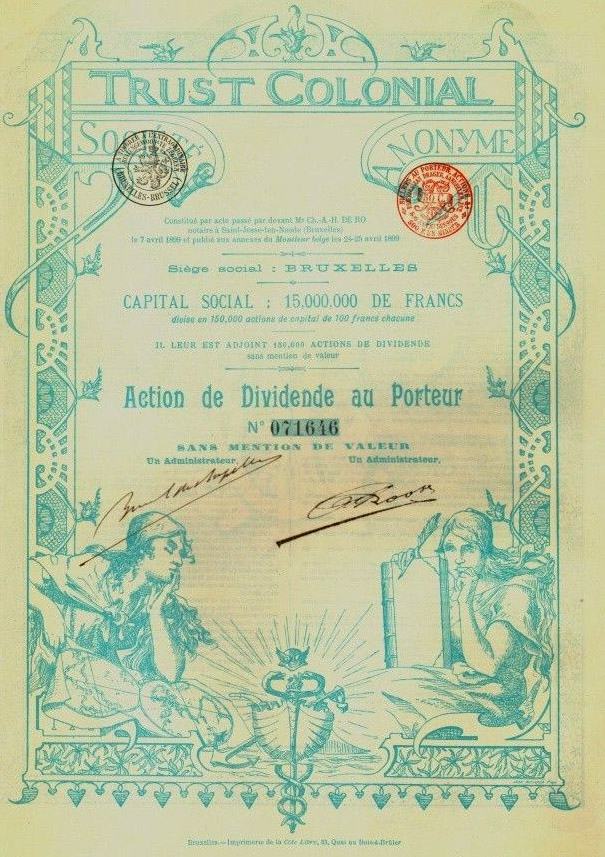 TRUST COLONIAL
SOCIÉTÉ ANONYME
Constitué par acte passé par devant Mr Ch.-A-H. DE RO
notaire à Saint-Josse-ten-Noode (Bruxelles)
le 7 avril 1899 et publié aux annexes du Moniteur belge les 24-25 avril 1899
Siège social : BRUXELLES
CAPITAL SOCIAL : 15,000.000 DE FRANCS
divisé en 150,000 actions de capital de 100 francs chacune
IL LEUR EST ADJOINT 150,000 ACTIONS DE DIVIDENDE
sans mention de valeur
Action de Dividende au Porteur
N° 071646
SANS MENTION DE VALEUR
Un Administrateur, Un Administrateur,
Bruxelles. — Imprimerie de la Cote Libre, 83, Quai au Bois-à-Brûler